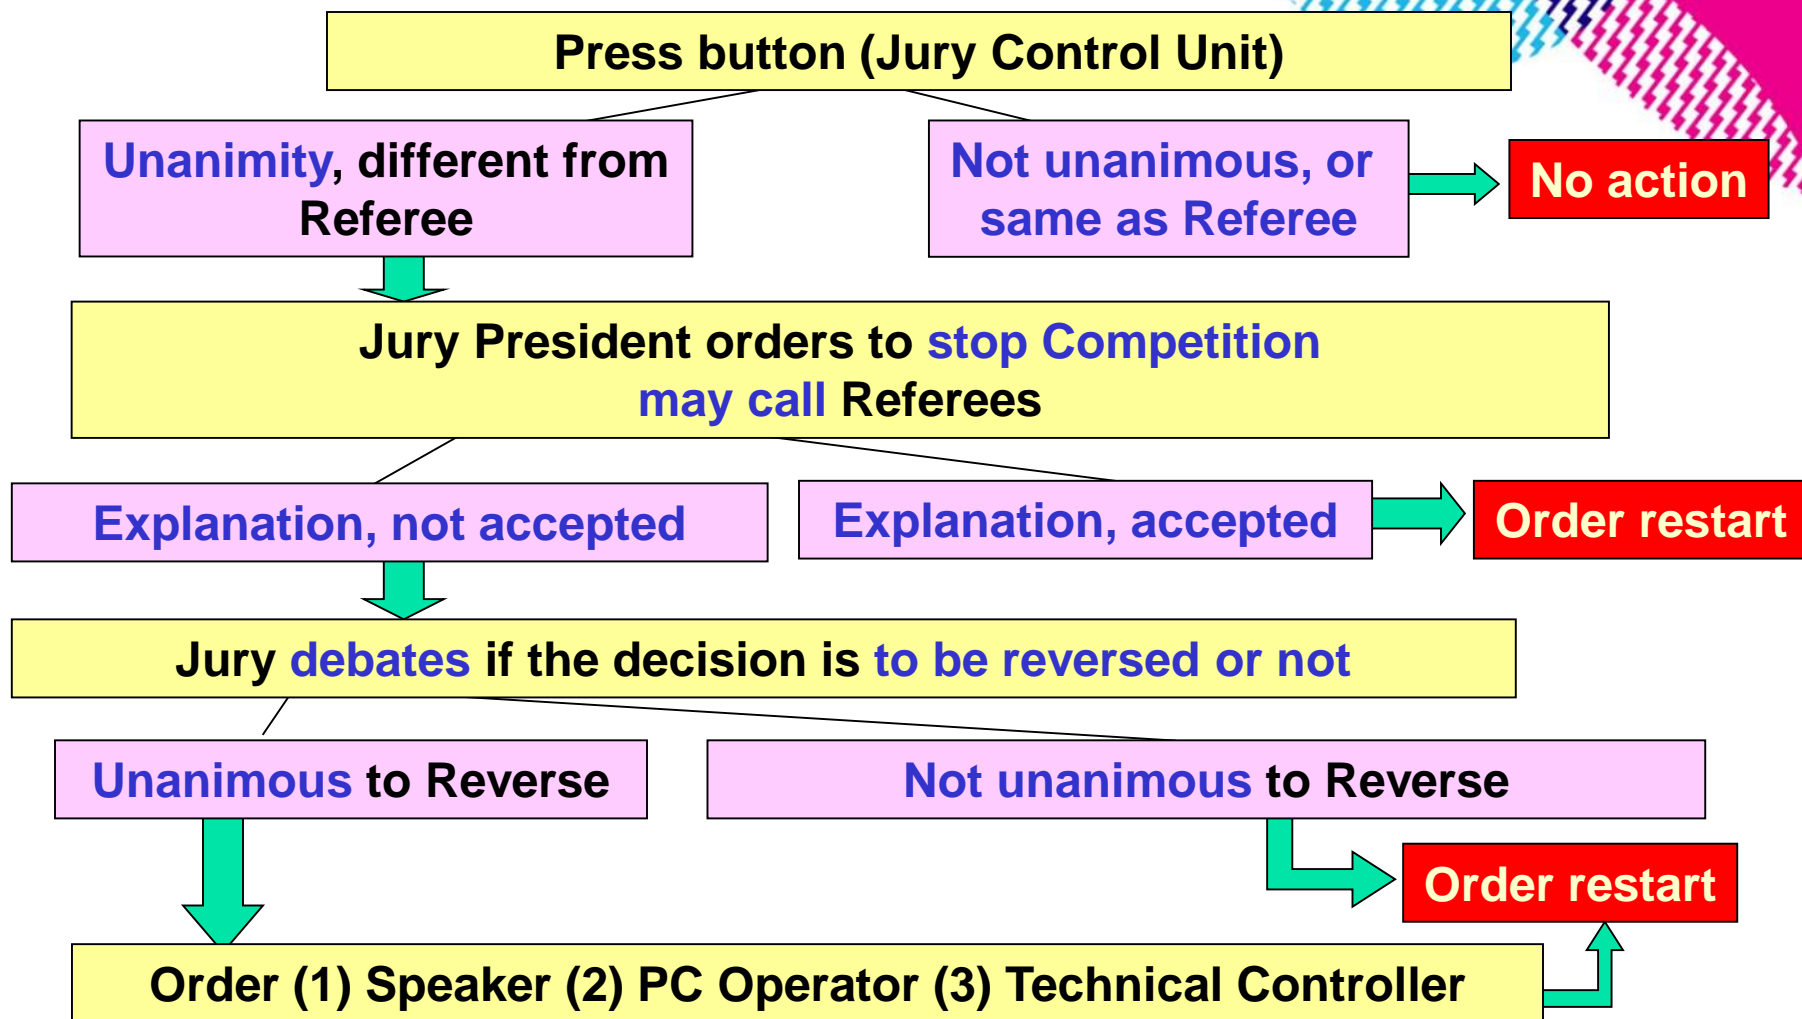 Press button (Jury Control Unit)
Unanimity, different from
Referee
Not unanimous, or
same as Referee
No action
Jury President orders to stop Competition
may call Referees
Explanation, not accepted
Explanation, accepted
Order restart
Jury debates if the decision is to be reversed or not
Unanimous to Reverse
Not unanimous to Reverse
Order restart
Order (1) Speaker (2) PC Operator (3) Technical Controller